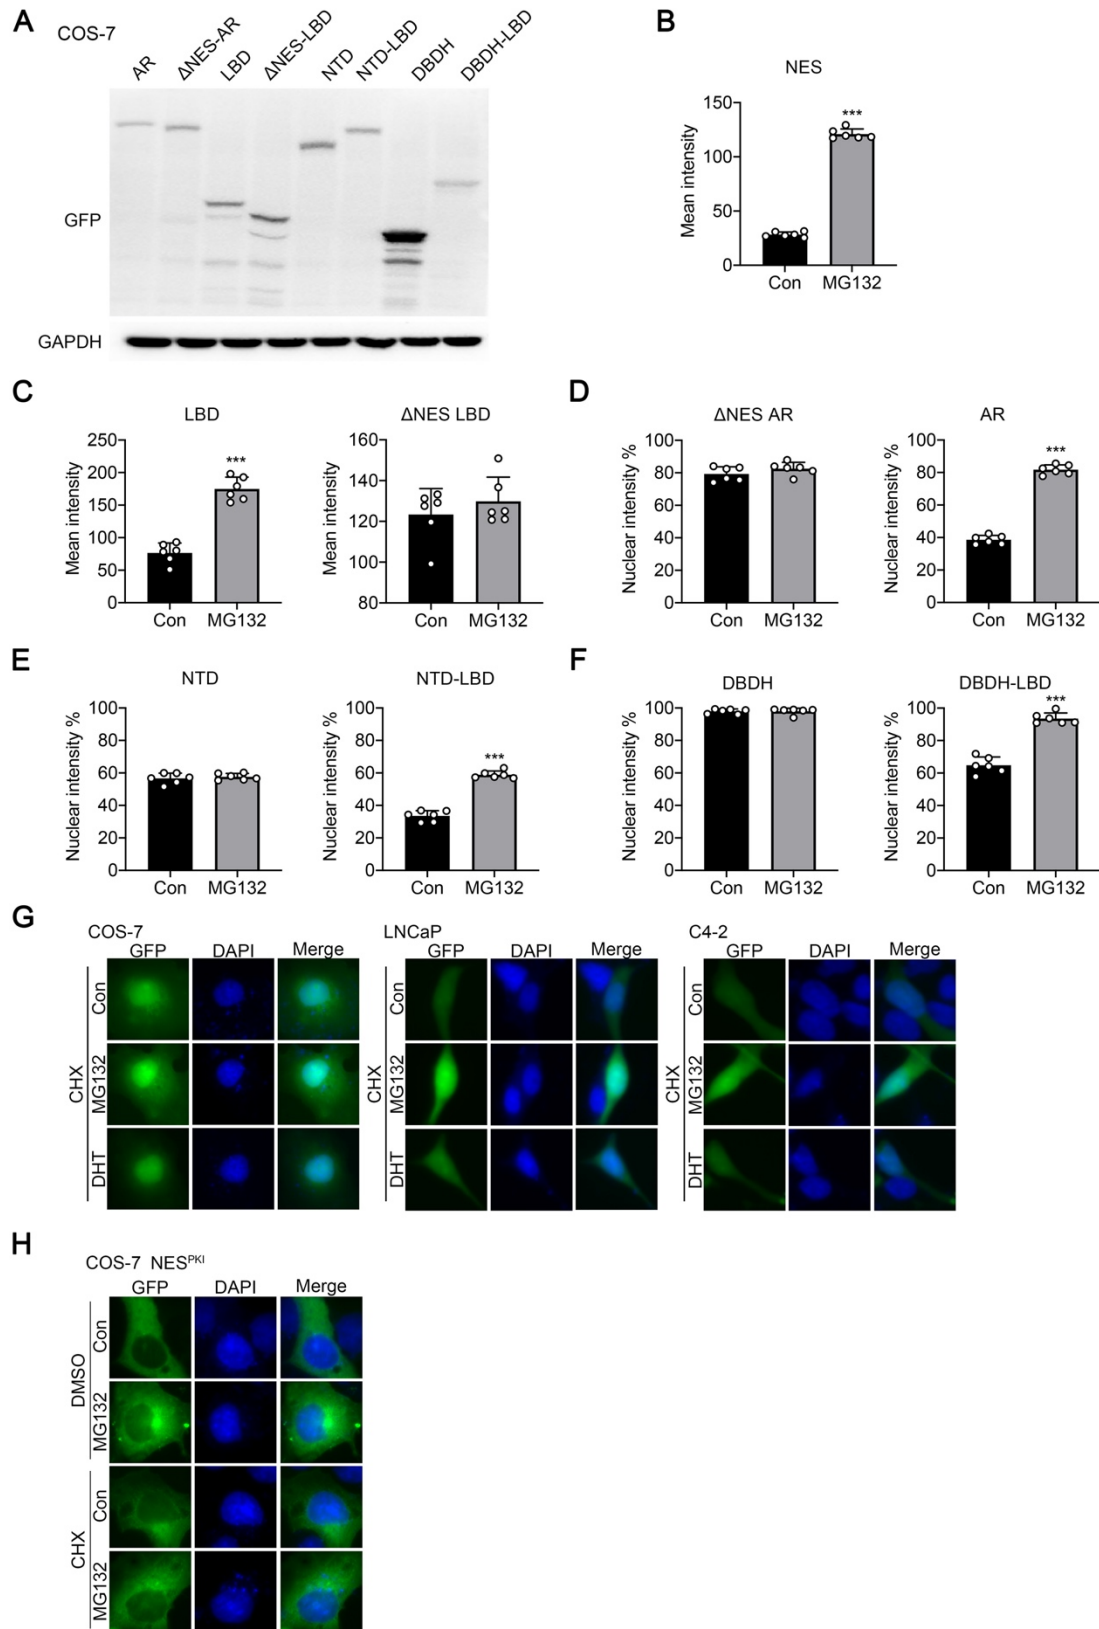 A
COS-7
AR
ΔNES-AR
LBD
ΔNES-LBD
NTD
NTD-LBD
DBDH
DBDH-LBD
GFP
GAPDH
B
NES
Mean intensity
150
100
50
0
***
Con
MG132
C
LBD
Mean intensity
250
200
150
100
50
0
***
Con
MG132
ΔNES LBD
Mean intensity
160
140
120
100
80
Con
MG132
D
ΔNES AR
Nuclear intensity %
100
80
60
40
20
0
Con
MG132
AR
Nuclear intensity %
100
80
60
40
20
0
***
Con
MG132
E
NTD
Nuclear intensity %
100
80
60
40
20
0
Con
MG132
NTD-LBD
Nuclear intensity %
100
80
60
40
20
0
***
Con
MG132
F
DBDH
Nuclear intensity %
100
80
60
40
20
0
Con
MG132
DBDH-LBD
Nuclear intensity %
100
80
60
40
20
0
***
Con
MG132
G
COS-7
GFP DAPI Merge
CHX
Con
MG132
DHT
LNCaP
GFP DAPI Merge
CHX
Con
MG132
DHT
C4-2
GFP DAPI Merge
CHX
Con
MG132
DHT
H
COS-7 NES^PKI
GFP DAPI Merge
DMSO
Con
MG132
CHX
Con
MG132